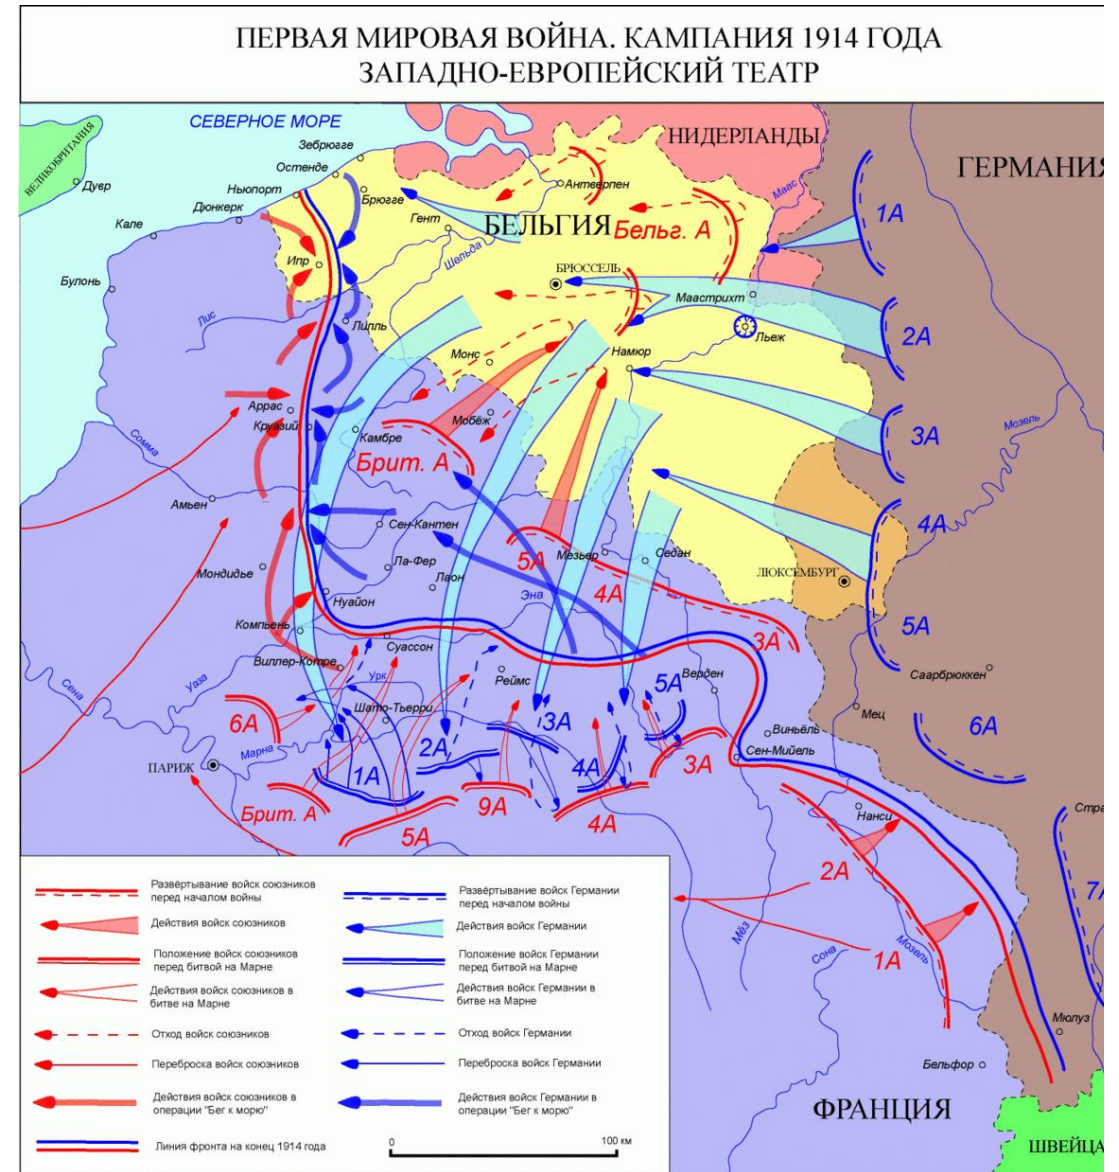 ПЕРВАЯ МИРОВАЯ ВОЙНА. КАМПАНИЯ 1914 ГОДА
ЗАПАДНО-ЕВРОПЕЙСКИЙ ТЕАТР
СЕВЕРНОЕ МОРЕ
НИДЕРЛАНДЫ
ГЕРМАНИЯ
ВЕЛИКОБРИТАНИЯ
Дувр
Зебрюгге
Остенде
Ньюпорт
Дюнкерк
Кале
Булонь
Брюгге
Гент
Антверпен
Маас
1А
БЕЛЬГИЯ
Бельг. А
Шельда
Ипр
БРЮССЕЛЬ
Маастрихт
2А
Лис
Лилль
Льеж
Монс
Намюр
Мозель
3А
Аррас
Круазий
Камбре
Мобёж
Сомма
Брит. А
Амьен
Сен-Кантен
4А
5А
Мезьер
Седан
Мондидье
Ла-Фер
Лаон
4А
ЛЮКСЕМБУРГ
Нуайон
Эна
5А
Компьень
3А
Суассон
Виллер-Котре
Саарбрюккен
Сена
Уаза
Урк
Реймс
Верден
5А
Мец
6А
Шато-Тьерри
3А
6А
Марна
2А
Виньёль
Сен-Мийель
ПАРИЖ
1А
4А
3А
Брит. А
9А
5А
4А
Нанси
Стра
2А
7А
1А
Мёз
Сона
Мозель
Мюлуз
Бельфор
ФРАНЦИЯ
ШВЕЙЦА
Развёртывание войск союзников
перед началом войны
Действия войск союзников
Положение войск союзников
перед битвой на Марне
Действия войск союзников в
битве на Марне
Отход войск союзников
Переброска войск союзников
Действия войск союзников в
операции "Бег к морю"
Линия фронта на конец 1914 года
Развёртывание войск Германии
перед началом войны
Действия войск Германии
Положение войск Германии
перед битвой на Марне
Действия войск Германии в
битве на Марне
Отход войск Германии
Переброска войск Германии
Действия войск Германии в
операции "Бег к морю"
0
100 км